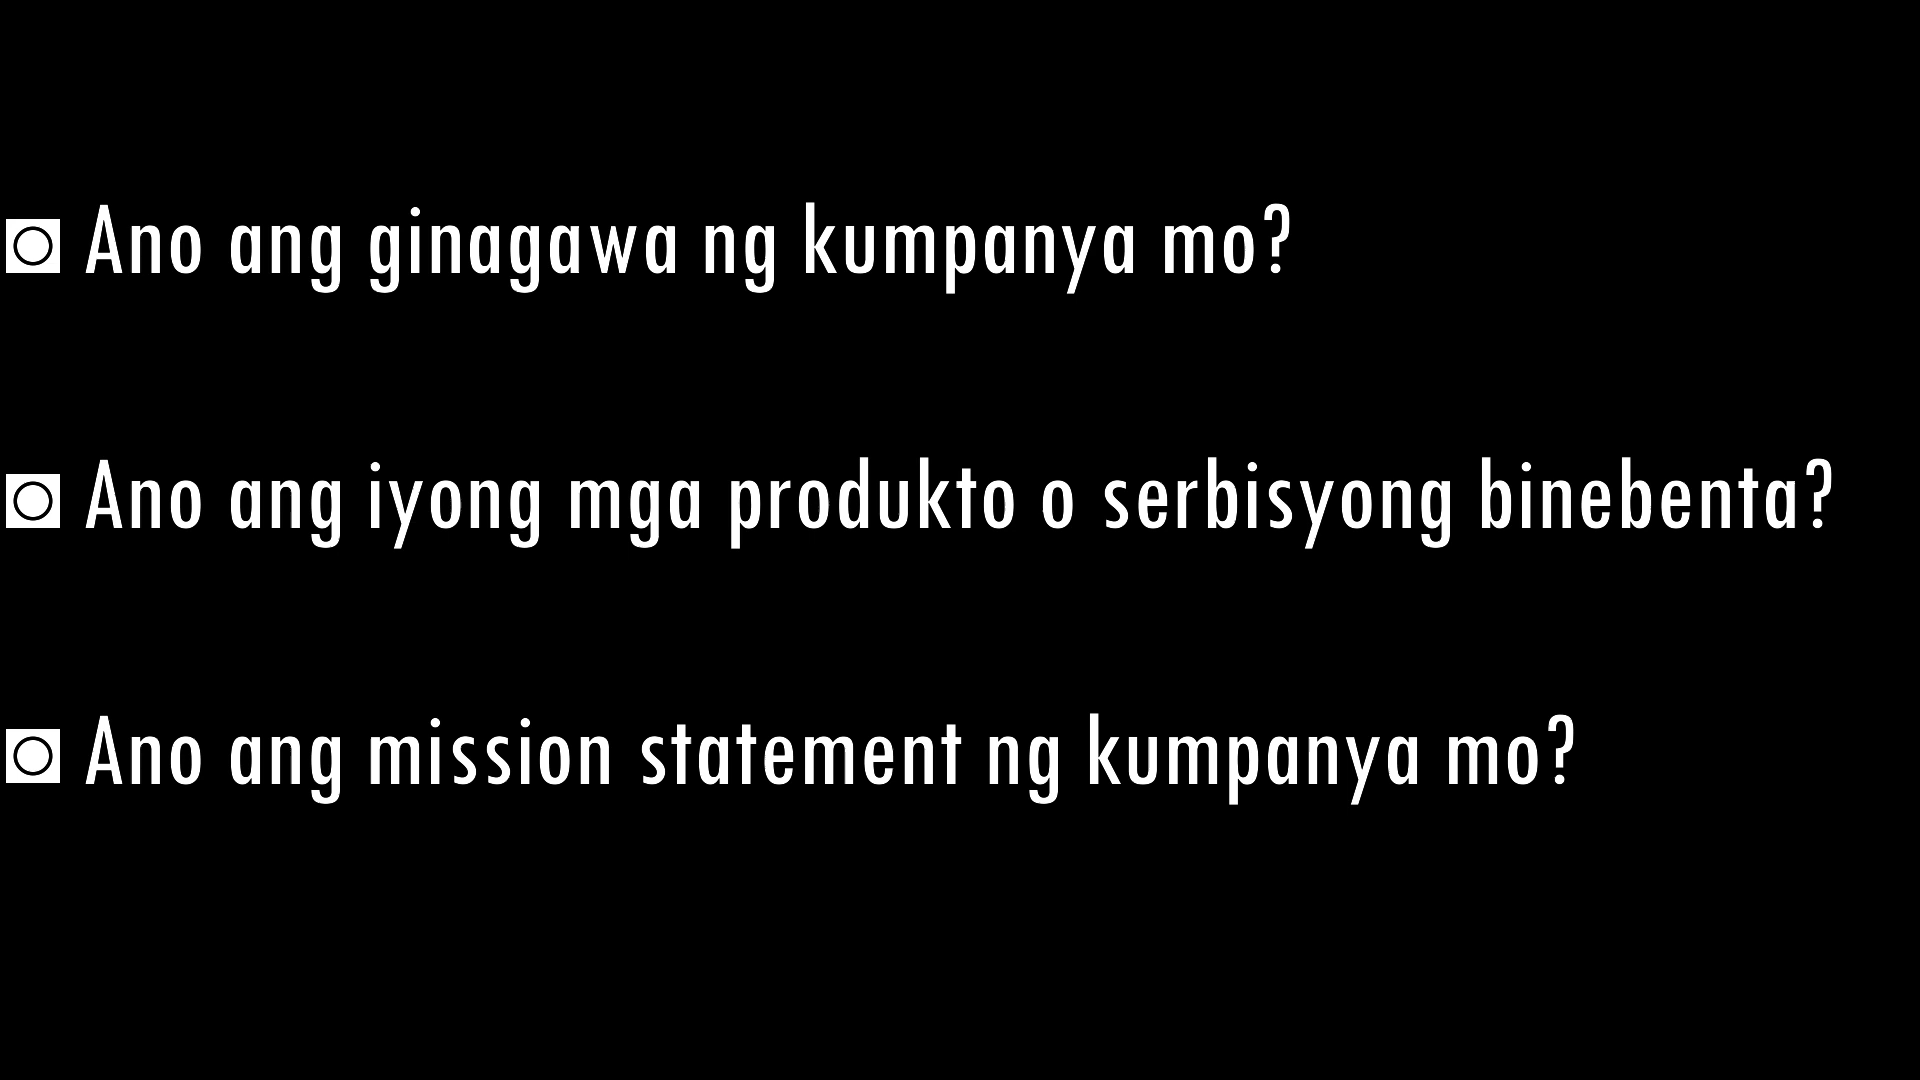 ◘ Ano ang ginagawa ng kumpanya mo?
◘ Ano ang iyong mga produkto o serbisyong binebenta?
◘ Ano ang mission statement ng kumpanya mo?